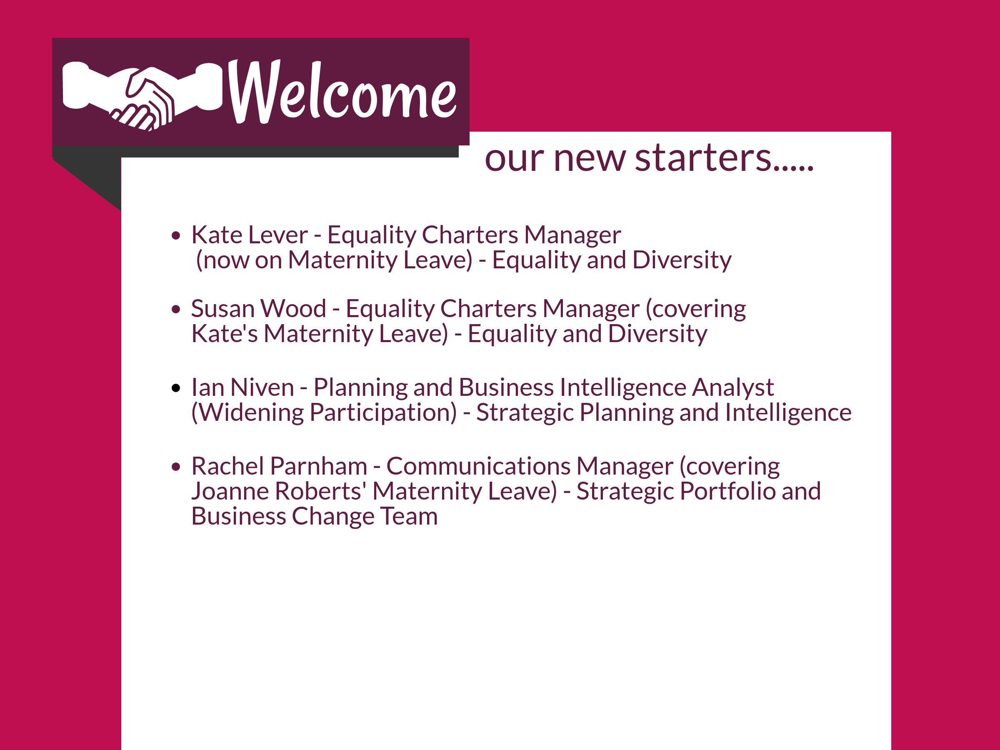 Welcome
our new starters.....
• Kate Lever - Equality Charters Manager
(now on Maternity Leave) - Equality and Diversity
• Susan Wood - Equality Charters Manager (covering
Kate's Maternity Leave) - Equality and Diversity
• Ian Niven - Planning and Business Intelligence Analyst
(Widening Participation) - Strategic Planning and Intelligence
• Rachel Parnham - Communications Manager (covering
Joanne Roberts' Maternity Leave) - Strategic Portfolio and
Business Change Team